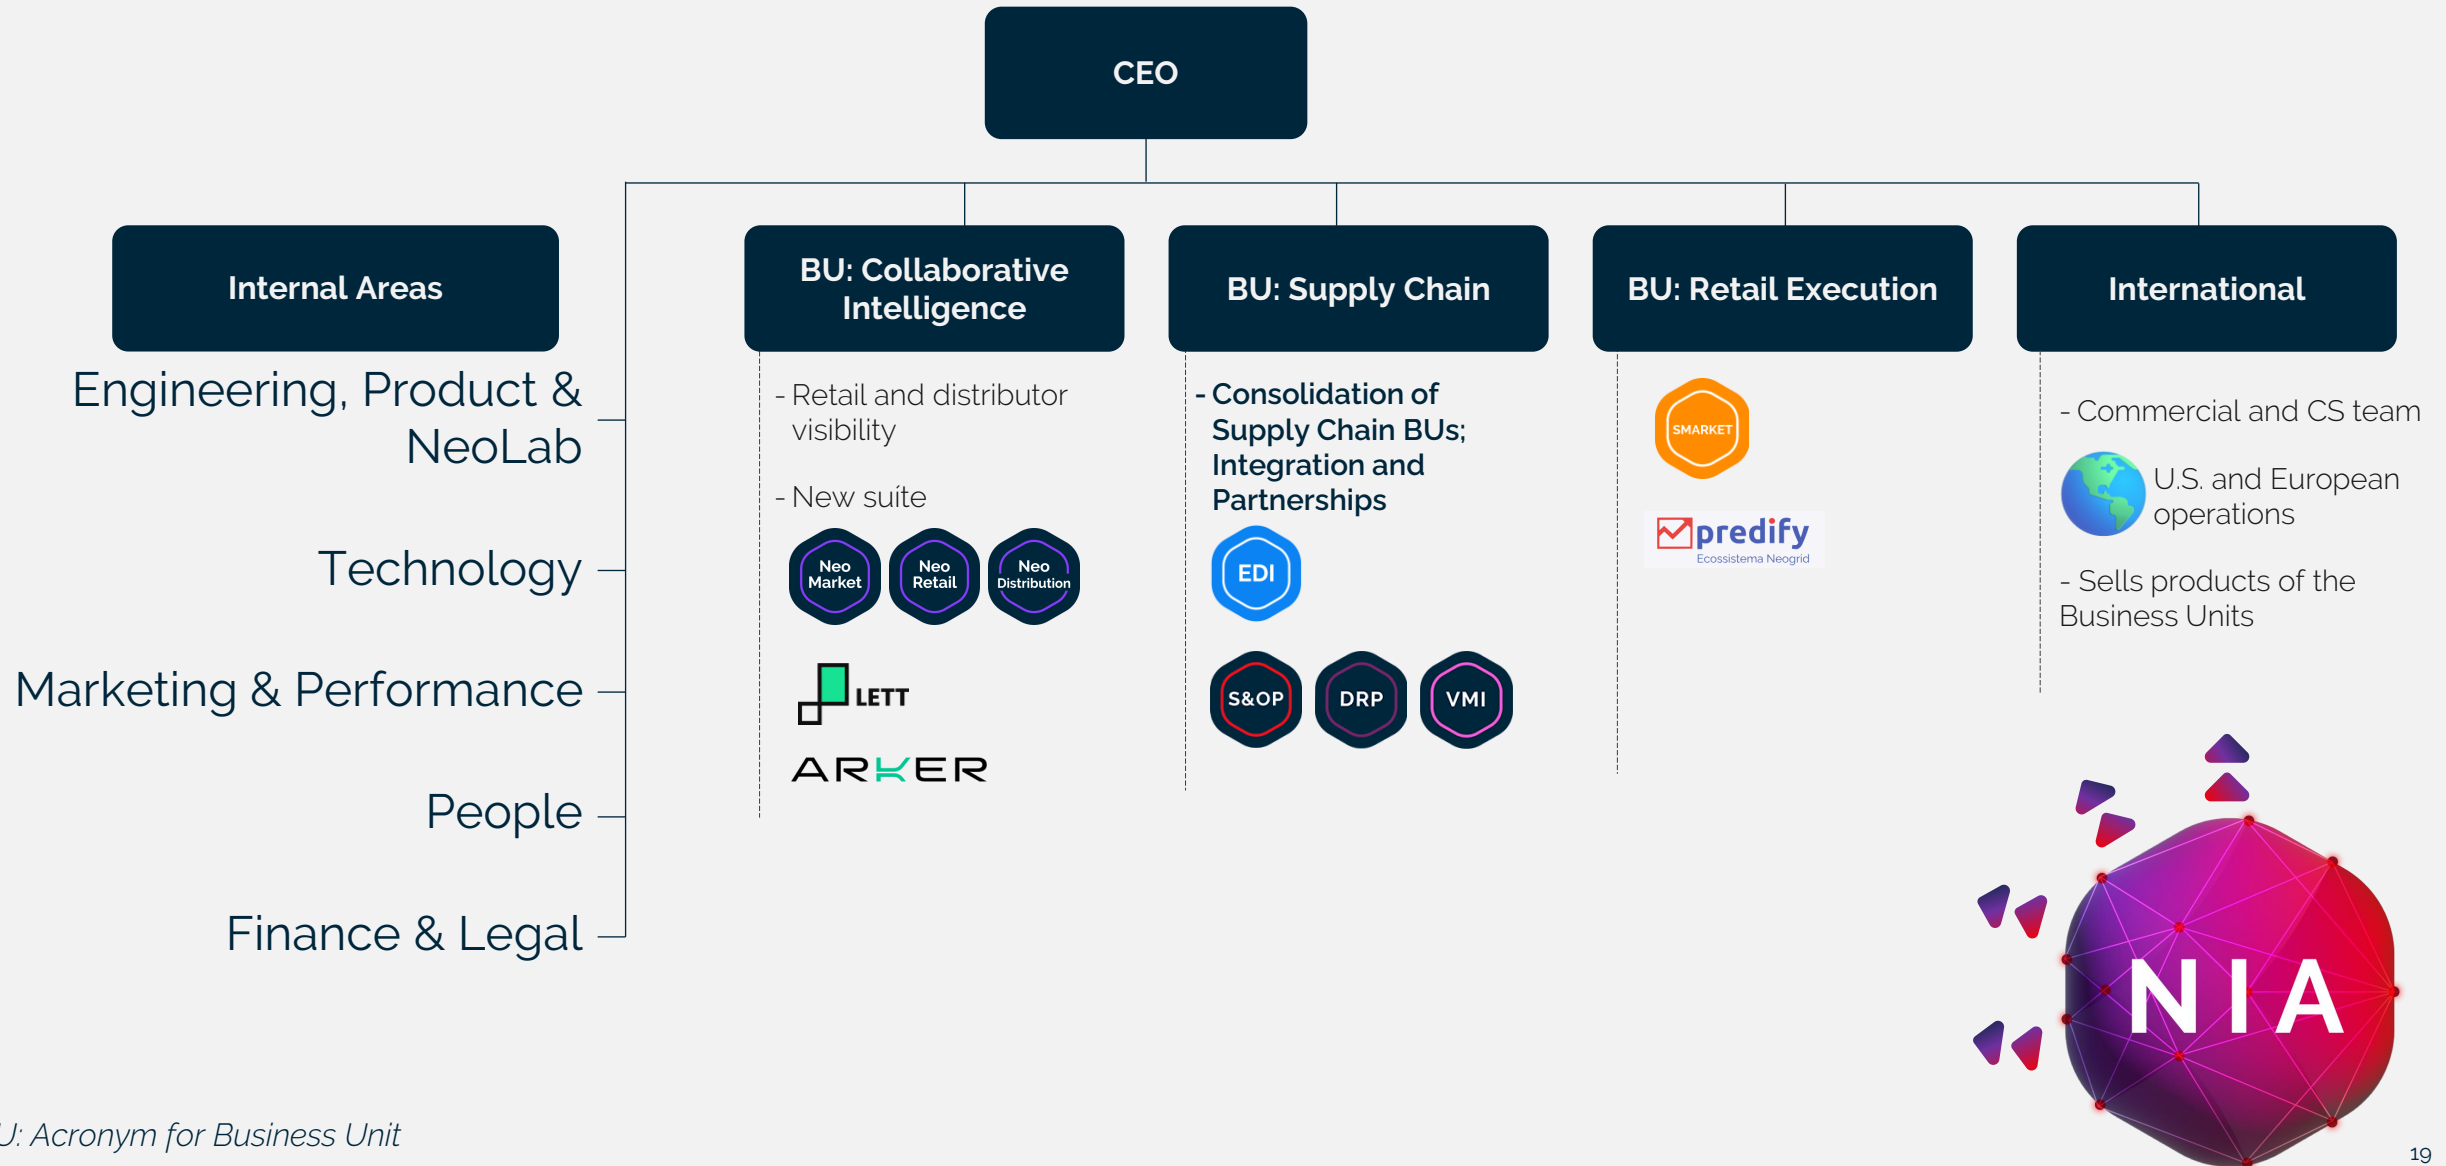 CEO
Internal Areas
Engineering, Product &
NeoLab
Technology
Marketing & Performance
People
Finance & Legal
BU: Collaborative
Intelligence
- Retail and distributor
visibility
- New suíte
Neo
Market
Neo
Retail
Neo
Distribution
LETT
ARKER
BU: Supply Chain
- Consolidation of
Supply Chain BUs;
Integration and
Partnerships
EDI
S&OP
DRP
VMI
BU: Retail Execution
SMARKET
predify
Ecossistema Neogrid
International
- Commercial and CS team
U.S. and European
operations
- Sells products of the
Business Units
NIA
U: Acronym for Business Unit
19